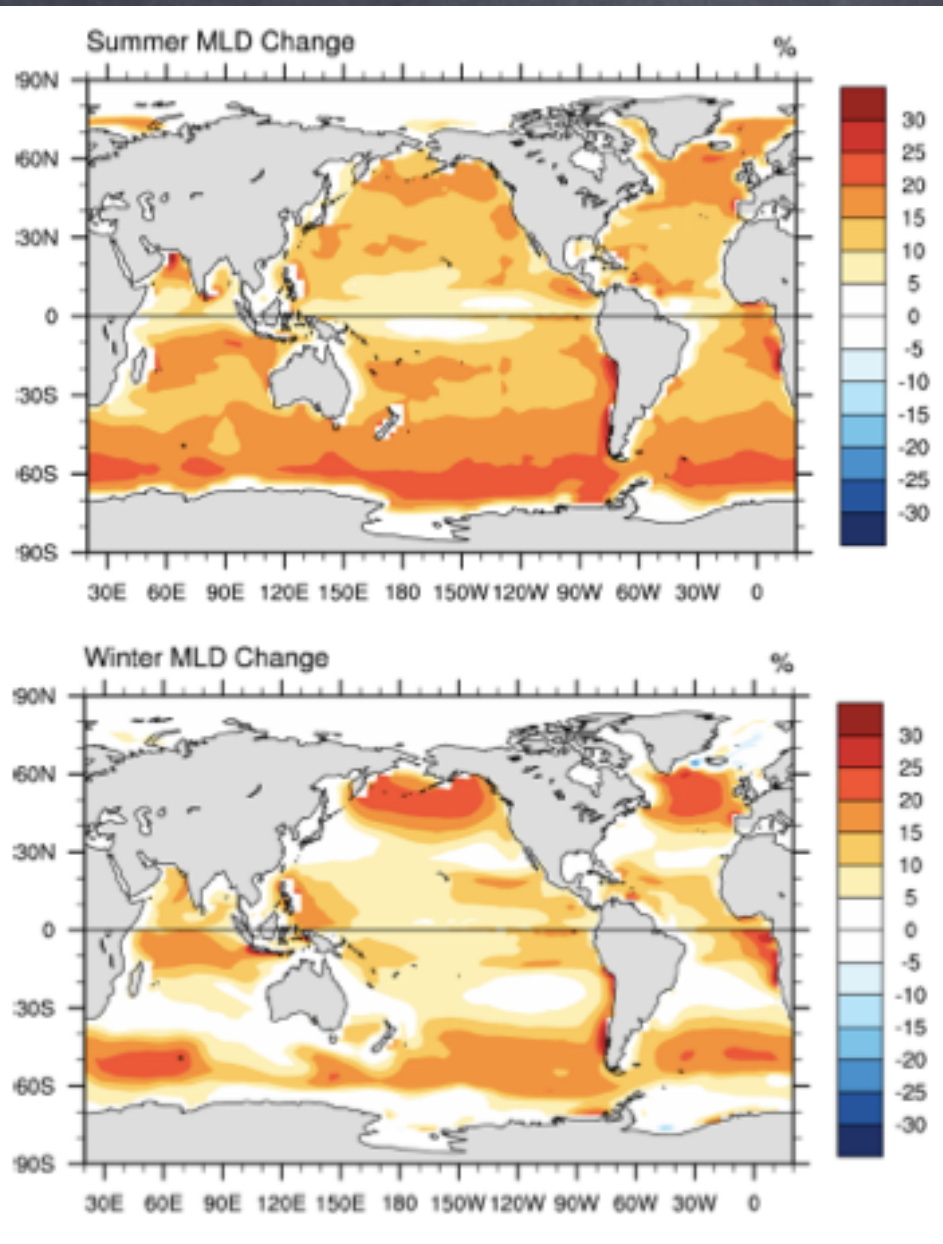 Summer MLD Change %
90N
60N
30N
0
30S
60S
90S
30E 60E 90E 120E 150E 180 150W 120W 90W 60W 30W 0
30
25
20
15
10
5
0
-5
-10
-15
-20
-25
-30
Winter MLD Change %
90N
60N
30N
0
30S
60S
90S
30E 60E 90E 120E 150E 180 150W 120W 90W 60W 30W 0
30
25
20
15
10
5
0
-5
-10
-15
-20
-25
-30